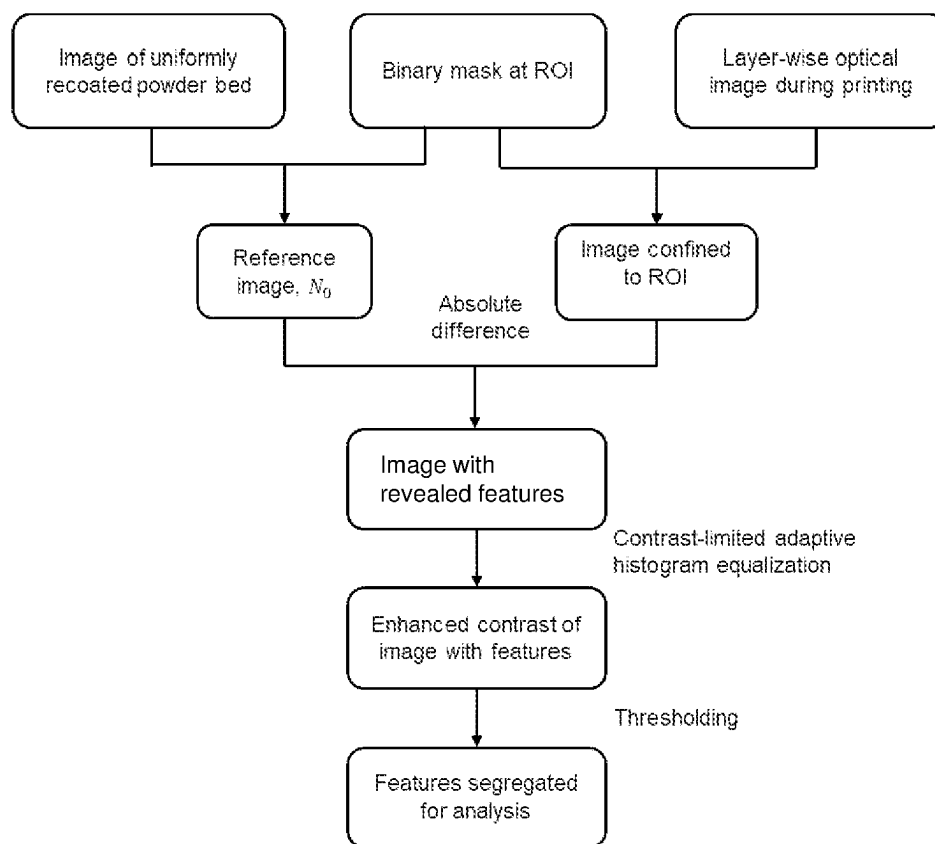 Image of uniformly
recoated powder bed
Binary mask at ROI
Layer-wise optical
image during printing
Reference
image, N₀
Image confined
to ROI
Absolute
difference
Image with
revealed features
Contrast-limited adaptive
histogram equalization
Enhanced contrast of
image with features
Thresholding
Features segregated
for analysis